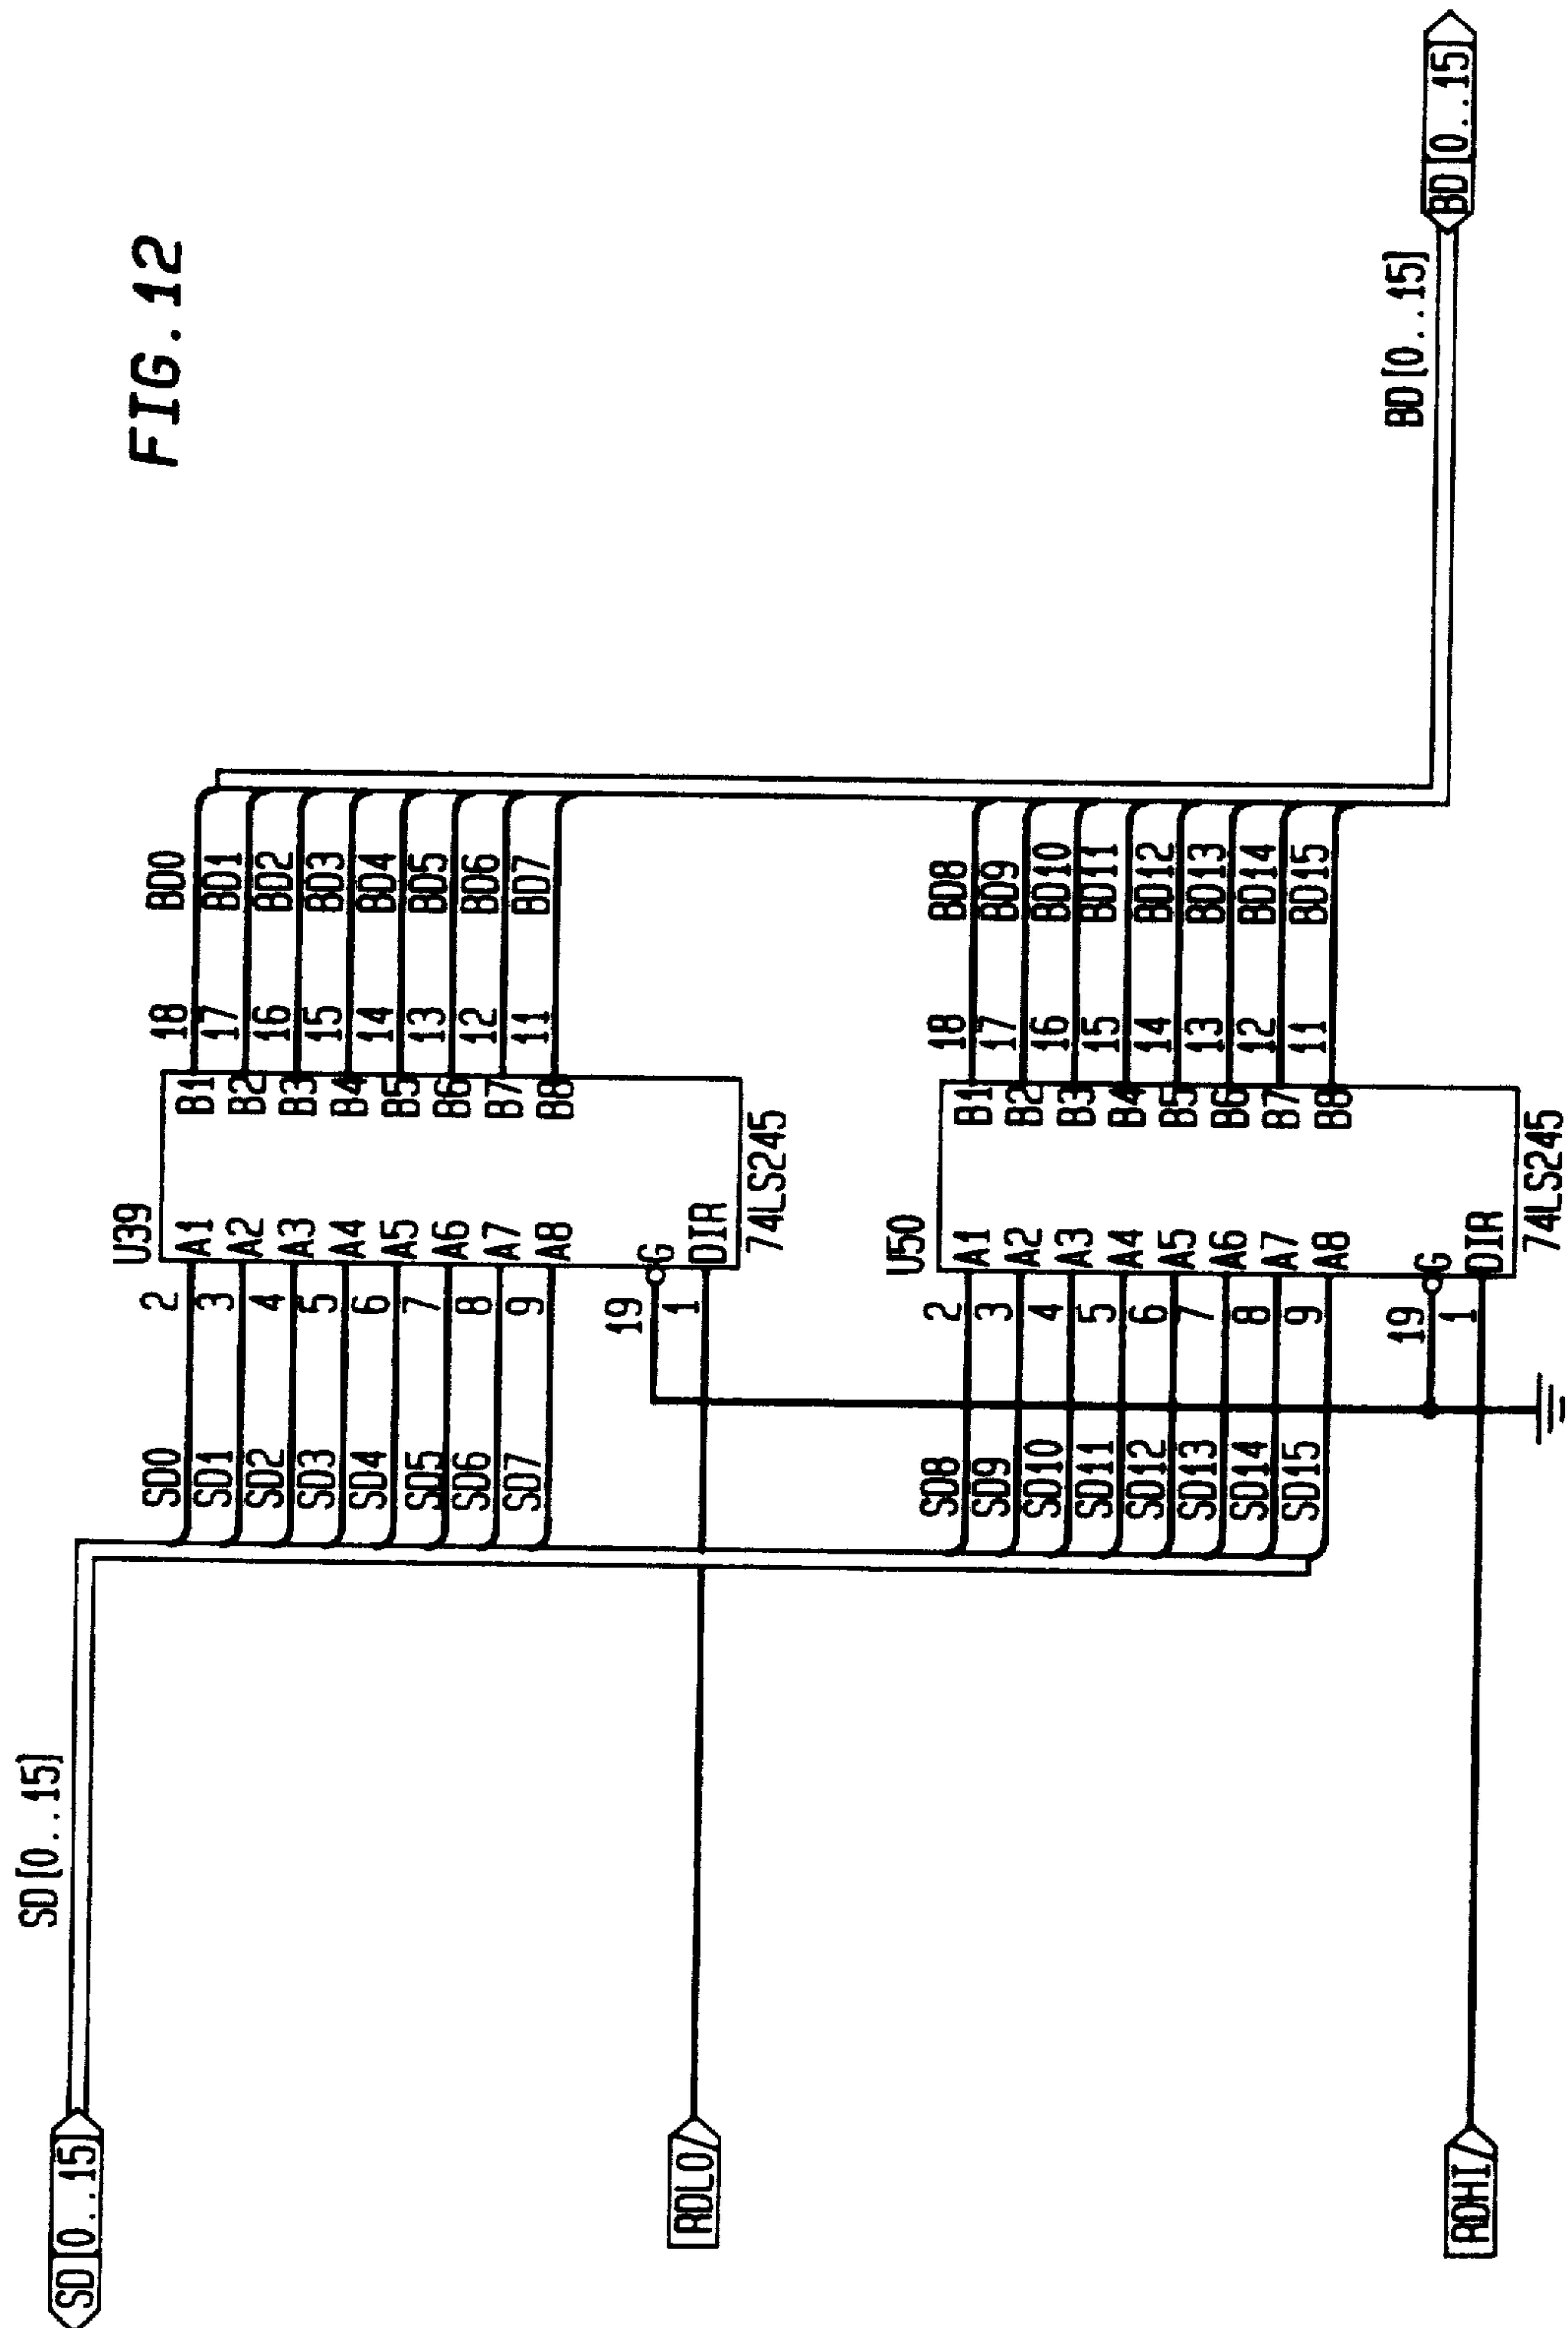 FIG. 12
SD[0...15]
SD[0...15]
U39
SD0 2 A1 B1 18 BD0
SD1 3 A2 B2 17 BD1
SD2 4 A3 B3 16 BD2
SD3 5 A4 B4 15 BD3
SD4 6 A5 B5 14 BD4
SD5 7 A6 B6 13 BD5
SD6 8 A7 B7 12 BD6
SD7 9 A8 B8 11 BD7
19 G
RDLO/ 1 DIR
74LS245
U50
SD8 2 A1 B1 18 BD8
SD9 3 A2 B2 17 BD9
SD10 4 A3 B3 16 BD10
SD11 5 A4 B4 15 BD11
SD12 6 A5 B5 14 BD12
SD13 7 A6 B6 13 BD13
SD14 8 A7 B7 12 BD14
SD15 9 A8 B8 11 BD15
19 G
BD[0...15]
BD[0...15]
RDHI/ 1 DIR
74LS245